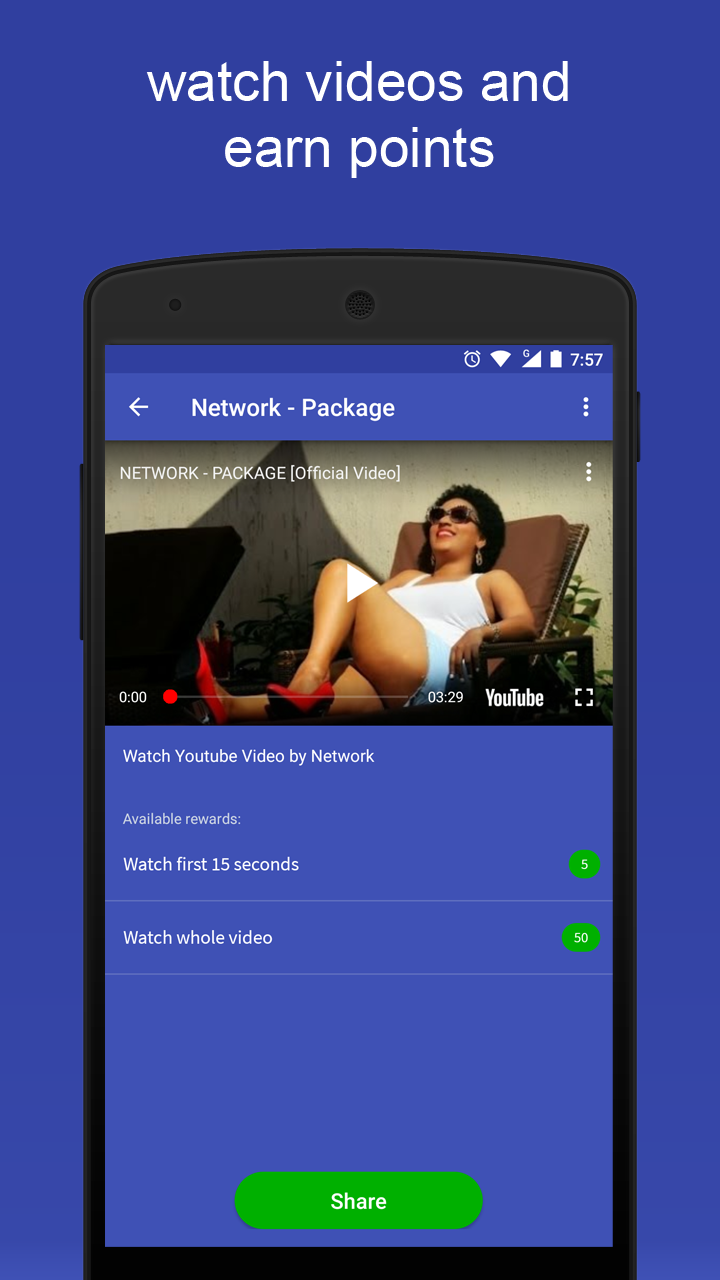 watch videos and
earn points
G 7:57
Network - Package
NETWORK - PACKAGE [Official Video]
0:00 03:29 YouTube
Watch Youtube Video by Network
Available rewards:
Watch first 15 seconds 5
Watch whole video 50
Share